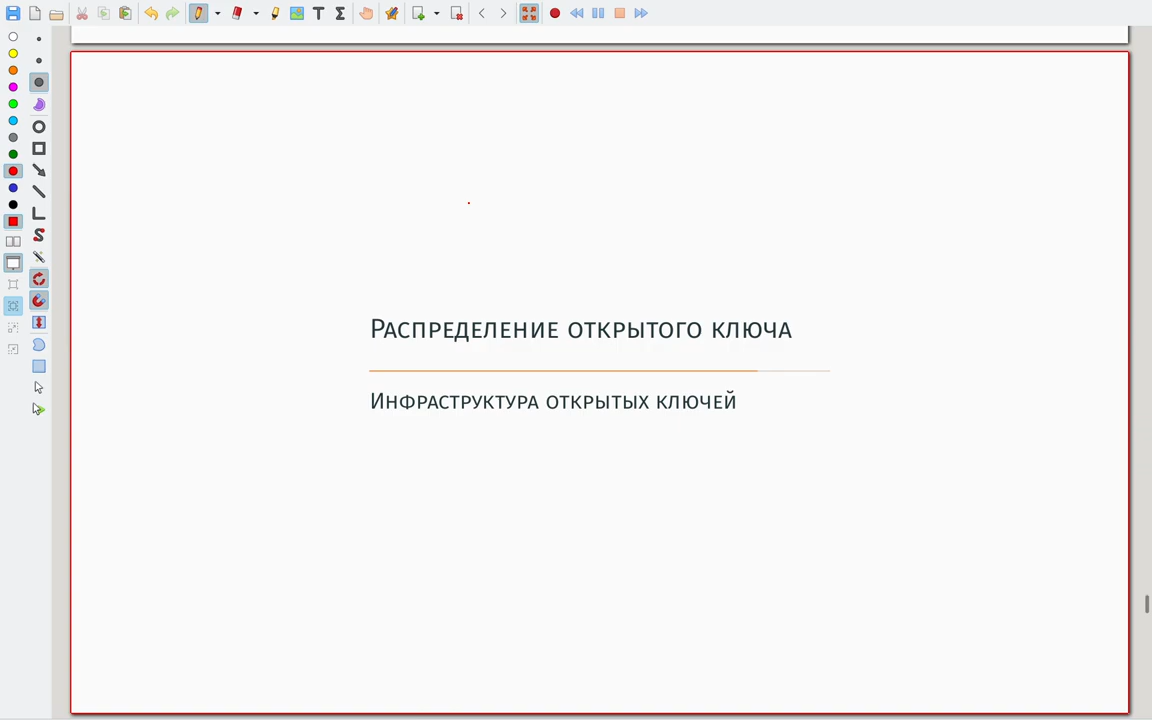 Распределение открытого ключа
Инфраструктура открытых ключей